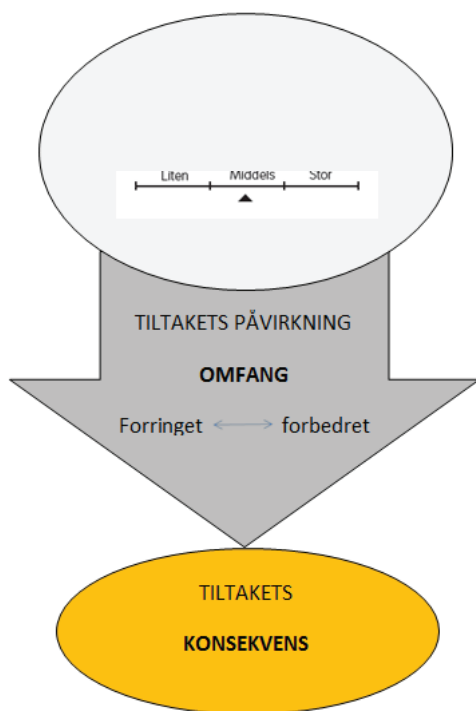 Liten Middels Stor
TILTAKETS PÅVIRKNING
OMFANG
Forringet forbedret
TILTAKETS
KONSEKVENS